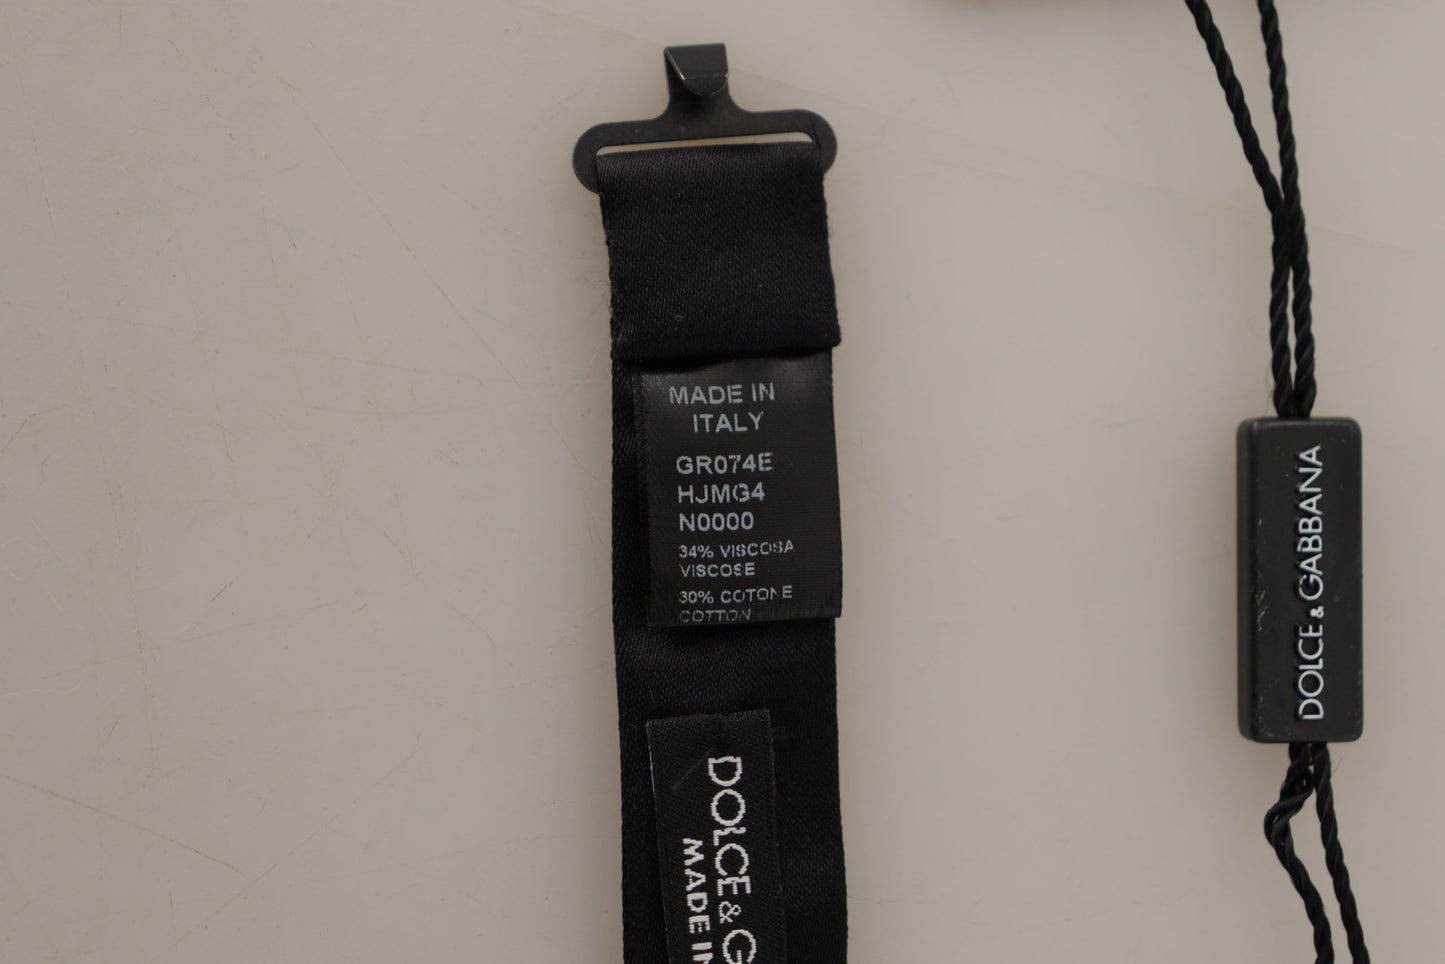 MADE IN
ITALY
GR074E
HJMG4
N0000
34% VISCOSA
VISCOSE
30% COTONE
COTTON
DOLCE & G
MADE IN
DOLCE & GABBANA